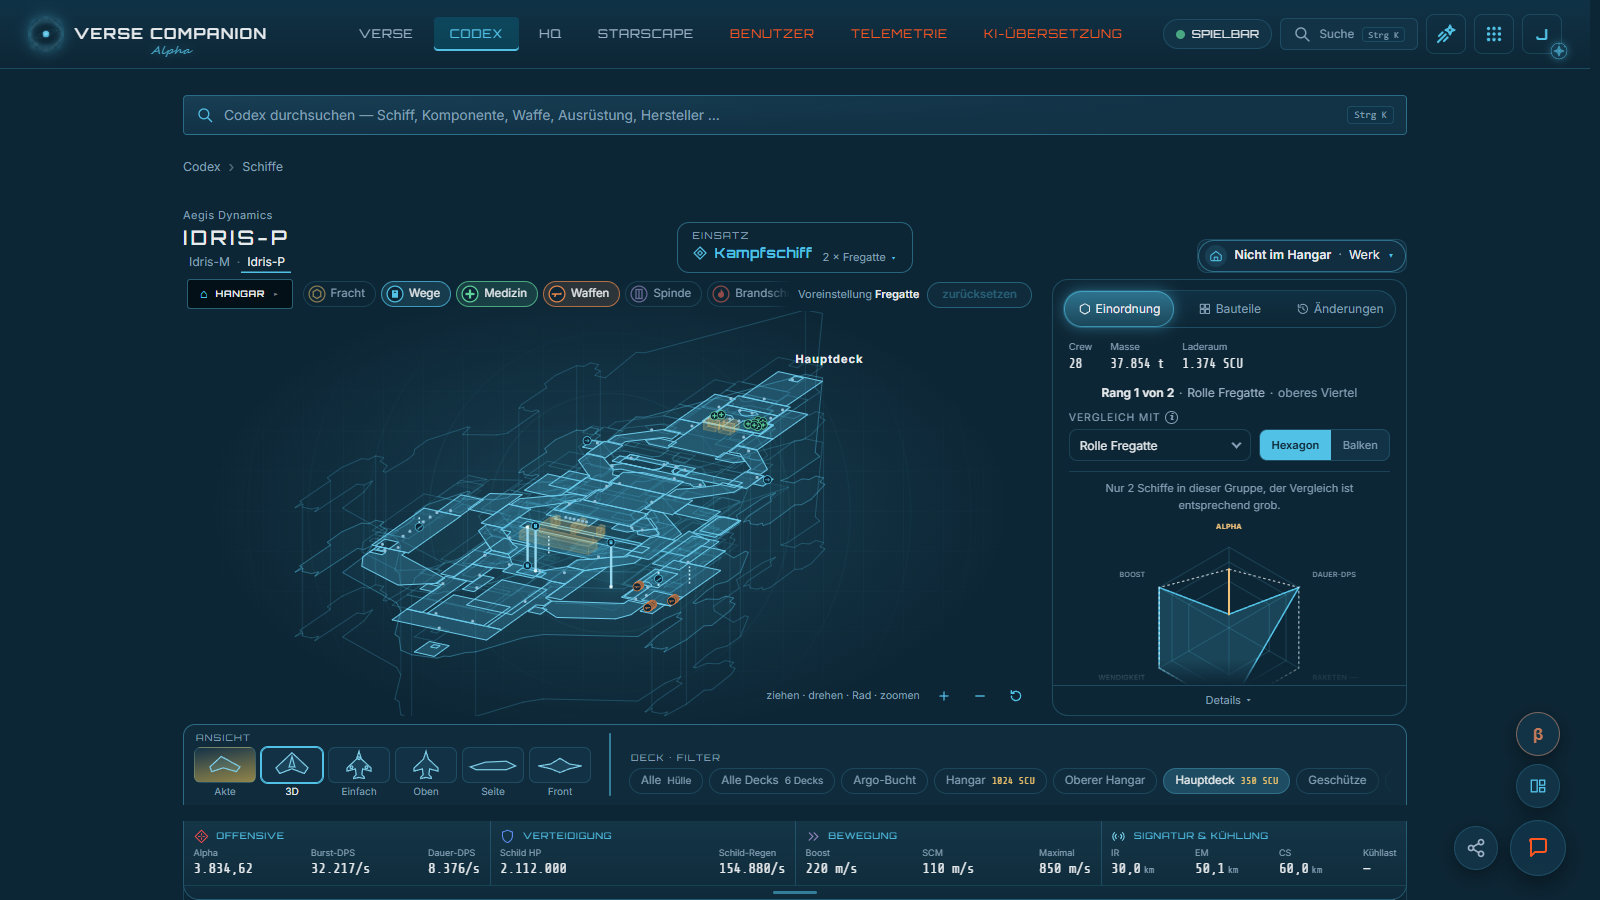 VERSE COMPANION
Alpha
VERSE
CODEX
HQ
STARSCAPE
BENUTZER
TELEMETRIE
KI-ÜBERSETZUNG
SPIELBAR
Suche Strg K
J
Codex durchsuchen — Schiff, Komponente, Waffe, Ausrüstung, Hersteller ...
Strg K
Codex › Schiffe
Aegis Dynamics
IDRIS-P
Idris-M · Idris-P
EINSATZ
Kampfschiff 2 × Fregatte
Nicht im Hangar · Werk
HANGAR
Fracht
Wege
Medizin
Waffen
Spinde
Brandsch
Voreinstellung Fregatte
zurücksetzen
Hauptdeck
ziehen · drehen · Rad · zoomen
+ −
Einordnung
Bauteile
Änderungen
Crew Masse Laderaum
28 37.854 t 1.374 SCU
Rang 1 von 2 · Rolle Fregatte · oberes Viertel
VERGLEICH MIT
Rolle Fregatte
Hexagon Balken
Nur 2 Schiffe in dieser Gruppe, der Vergleich ist
entsprechend grob.
ALPHA
BOOST
DAUER-DPS
WENDIGKEIT
RAKETEN —
Details
ANSICHT
Akte
3D
Einfach
Oben
Seite
Front
DECK · FILTER
Alle Hülle
Alle Decks 6 Decks
Argo-Bucht
Hangar 1024 SCU
Oberer Hangar
Hauptdeck 350 SCU
Geschütze
OFFENSIVE
Alpha Burst-DPS Dauer-DPS
3.834,62 32.217/s 8.376/s
VERTEIDIGUNG
Schild HP Schild-Regen
2.112.000 154.880/s
BEWEGUNG
Boost SCM Maximal
220 m/s 110 m/s 850 m/s
SIGNATUR & KÜHLUNG
IR EM CS Kühllast
30,0 km 50,1 km 60,0 km —
β